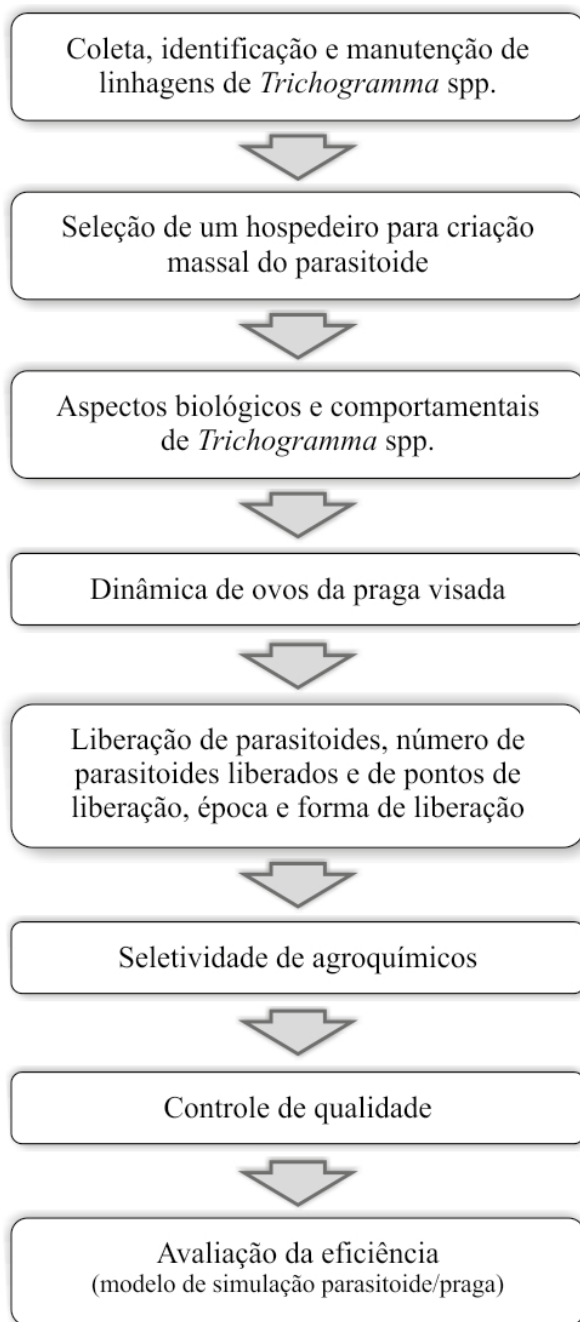 Coleta, identificação e manutenção de
linhagens de Trichogramma spp.
Seleção de um hospedeiro para criação
massal do parasitoide
Aspectos biológicos e comportamentais
de Trichogramma spp.
Dinâmica de ovos da praga visada
Liberação de parasitoides, número de
parasitoides liberados e de pontos de
liberação, época e forma de liberação
Seletividade de agroquímicos
Controle de qualidade
Avaliação da eficiência
(modelo de simulação parasitoide/praga)